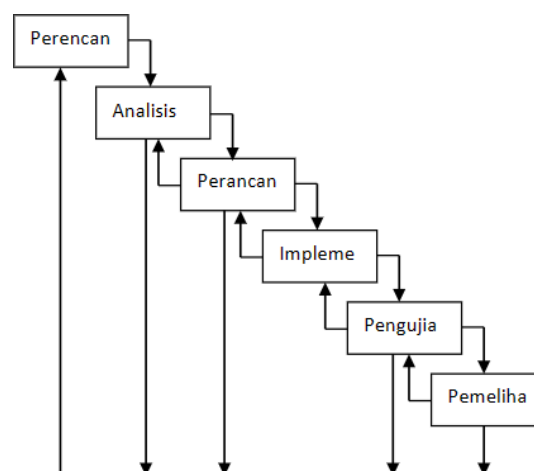 Perencan
Analisis
Perancan
Impleme
Pengujia
Pemeliha